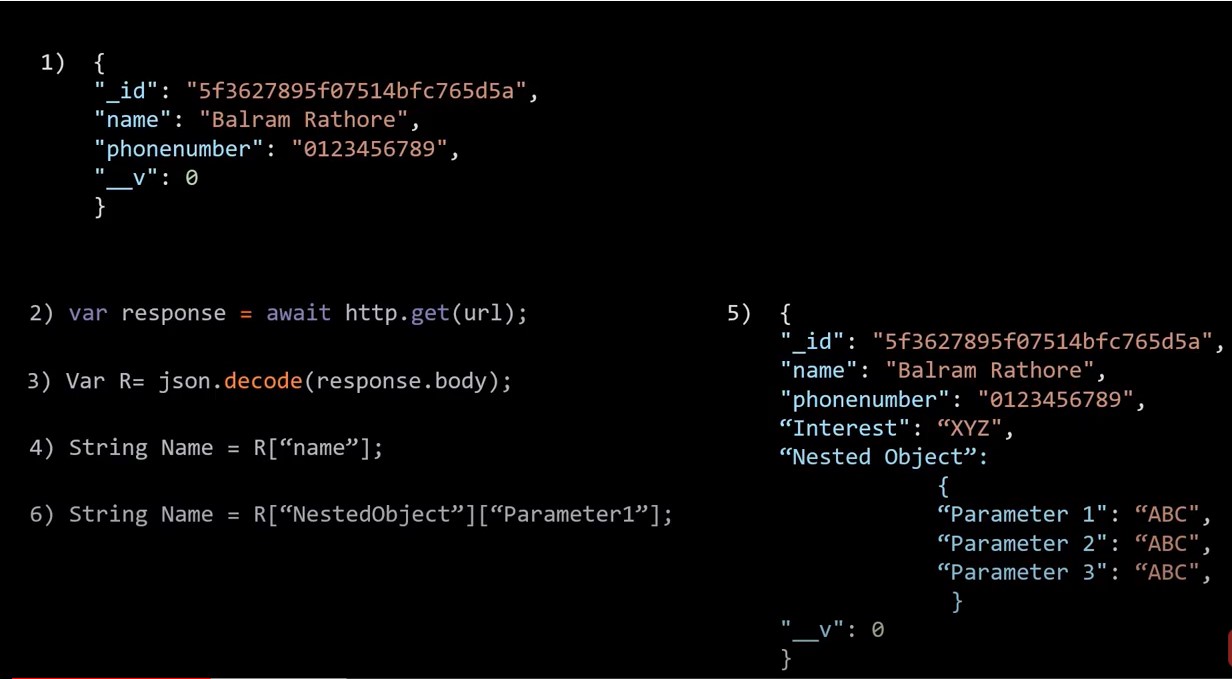 1) {
"_id": "5f3627895f07514bfc765d5a",
"name": "Balram Rathore",
"phonenumber": "0123456789",
"__v": 0
}
2) var response = await http.get(url);
3) Var R= json.decode(response.body);
4) String Name = R[“name”];
6) String Name = R[“NestedObject”][“Parameter1”];
5) {
"_id": "5f3627895f07514bfc765d5a",
"name": "Balram Rathore",
"phonenumber": "0123456789",
“Interest": “XYZ",
“Nested Object”:
{
“Parameter 1": “ABC",
“Parameter 2": “ABC",
“Parameter 3": “ABC",
}
"__v": 0
}